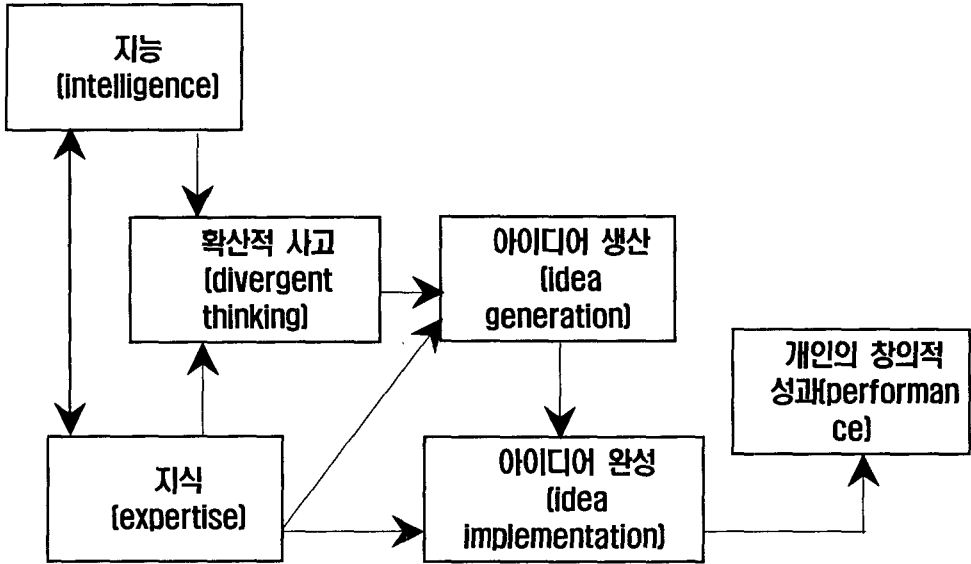 지능
(intelligence)
확산적 사고
(divergent
thinking)
아이디어 생산
(idea
generation)
개인의 창의적
성과(performan
ce)
지식
(expertise)
아이디어 완성
(idea
implementation)